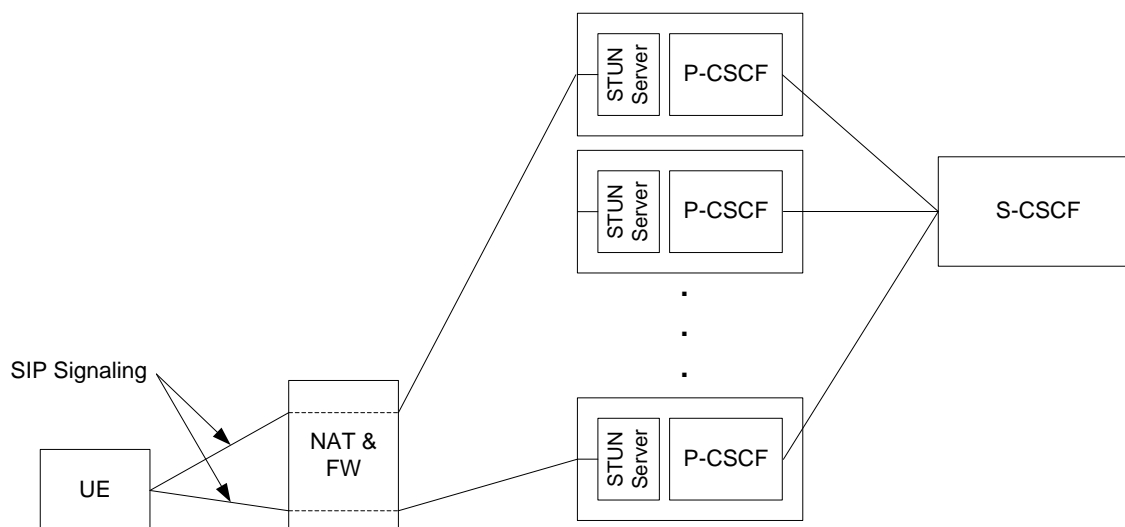 STUN
Server
P-CSCF
STUN
Server
P-CSCF
S-CSCF
.
.
.
SIP Signaling
NAT &
FW
STUN
Server
P-CSCF
UE